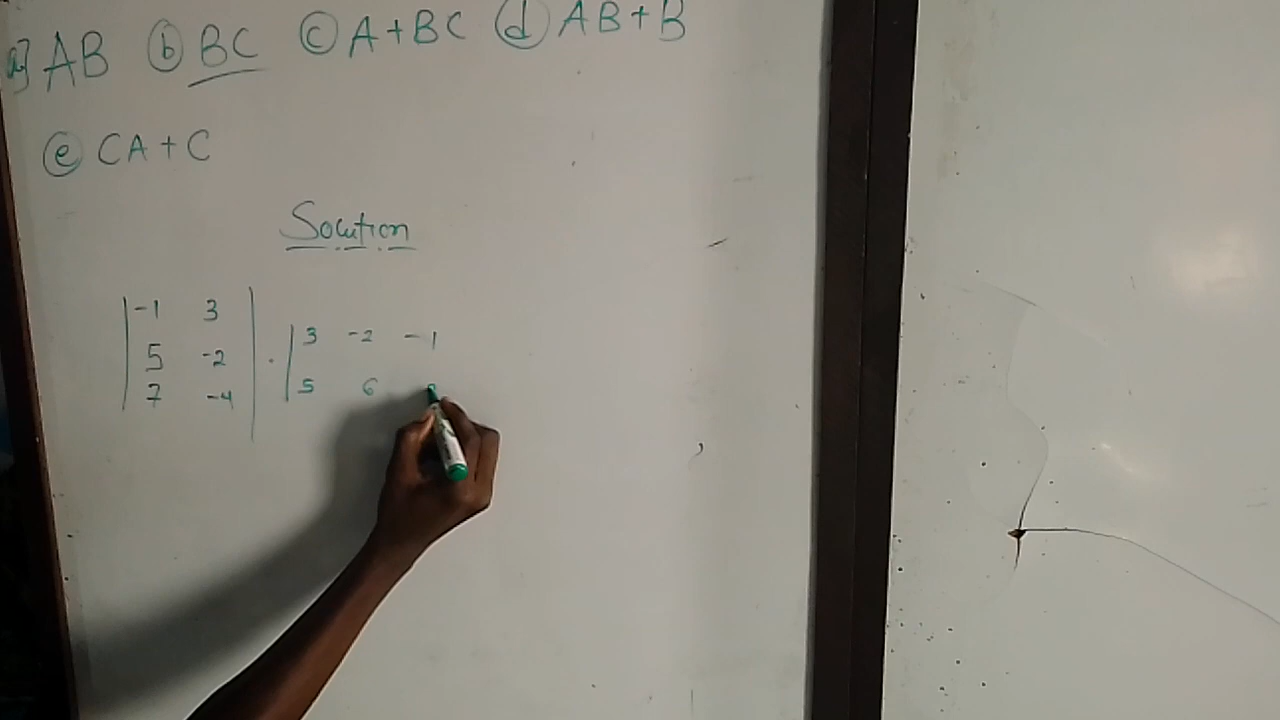 a] AB (b) BC (c) A+BC (d) AB+B
(e) CA+C
Solution
-1 3
3 -2 -1
5 -2 .
5 6
7 -4